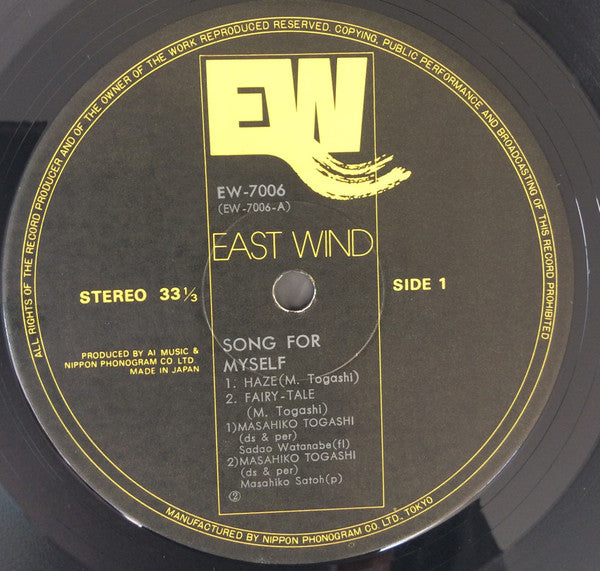 ALL RIGHTS OF THE RECORD PRODUCER AND OF THE OWNER OF THE WORK REPRODUCED RESERVED. COPYING, PUBLIC PERFORMANCE AND BROADCASTING OF THIS RECORD PROHIBITED
EW
EW-7006
(EW-7006-A)
EAST WIND
STEREO 33 1/3
SIDE 1
PRODUCED BY AI MUSIC &
NIPPON PHONOGRAM CO. LTD.
MADE IN JAPAN
SONG FOR
MYSELF
1. HAZE(M. Togashi)
2. FAIRY-TALE
(M. Togashi)
1)MASAHIKO TOGASHI
(ds & per)
Sadao Watanabe(fl)
2)MASAHIKO TOGASHI
(ds & per)
Masahiko Satoh(p)
②
MANUFACTURED BY NIPPON PHONOGRAM CO. LTD., TOKYO